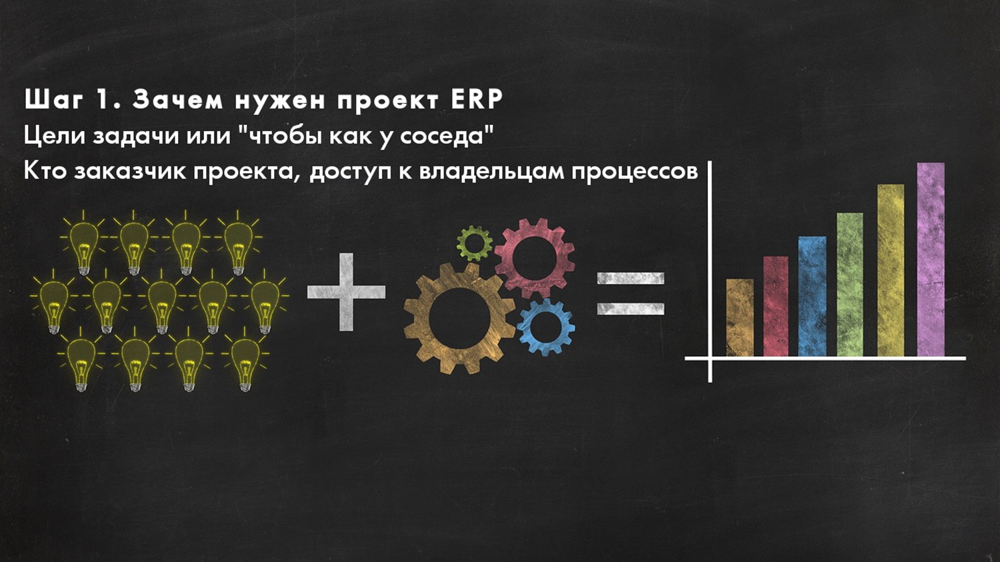 Шаг 1. Зачем нужен проект ERP
Цели задачи или "чтобы как у соседа"
Кто заказчик проекта, доступ к владельцам процессов